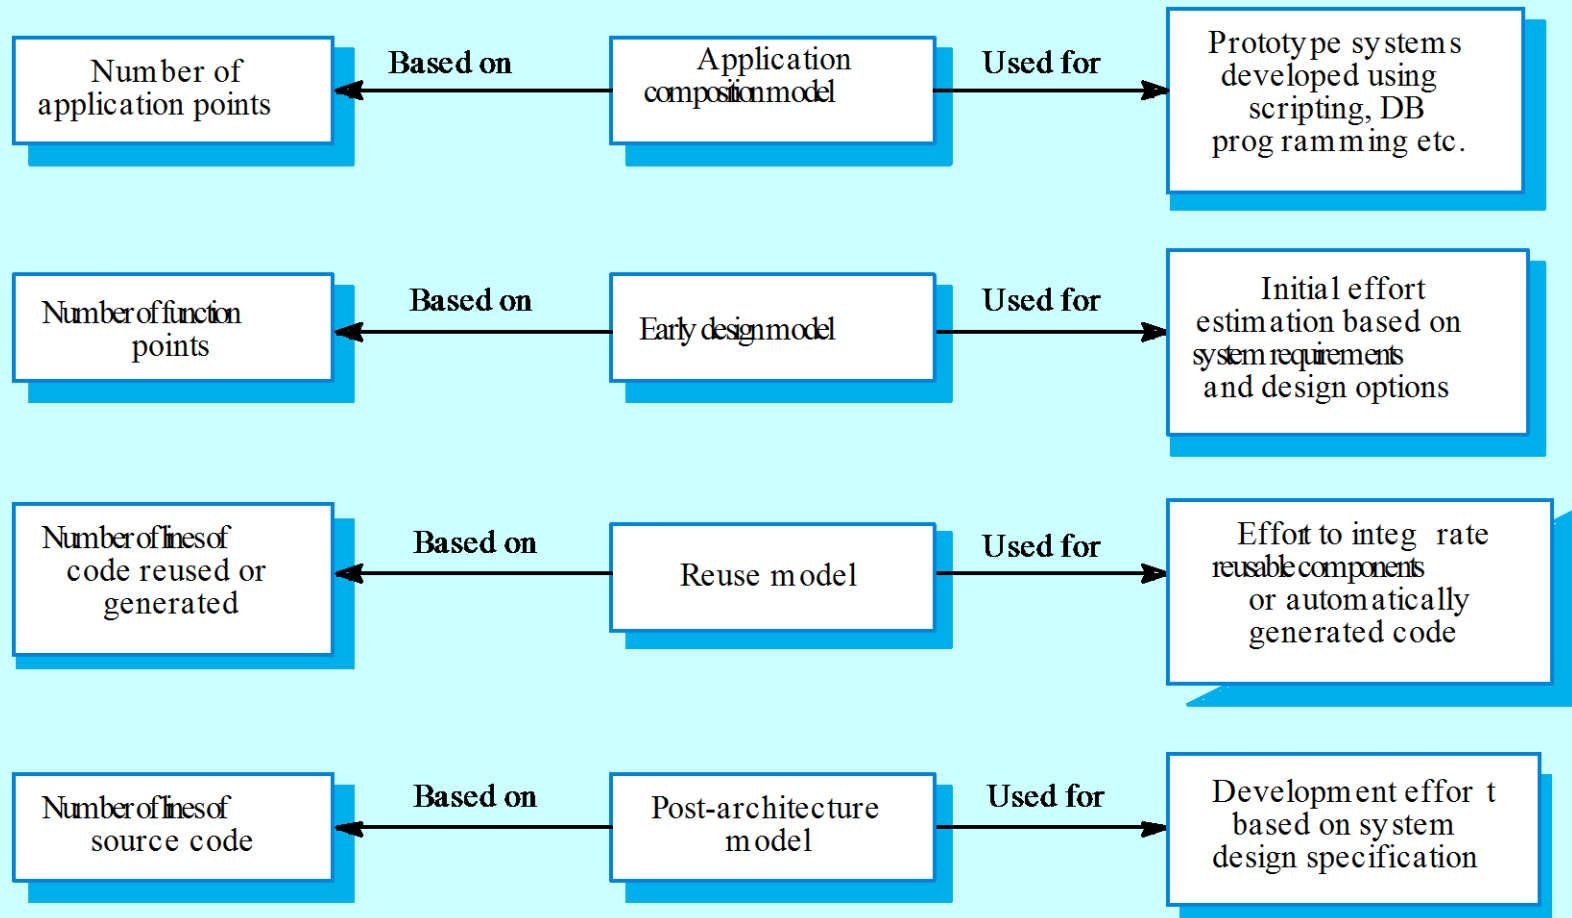 Number of
application points
Based on
Application
composition model
Used for
Prototype systems
developed using
scripting, DB
prog ramming etc.
Number of function
points
Based on
Early design model
Used for
Initial effort
estimation based on
system requirements
and design options
Number of lines of
code reused or
generated
Based on
Reuse model
Used for
Effort to integ rate
reusable components
or automatically
generated code
Number of lines of
source code
Based on
Post-architecture
model
Used for
Development effor t
based on system
design specification